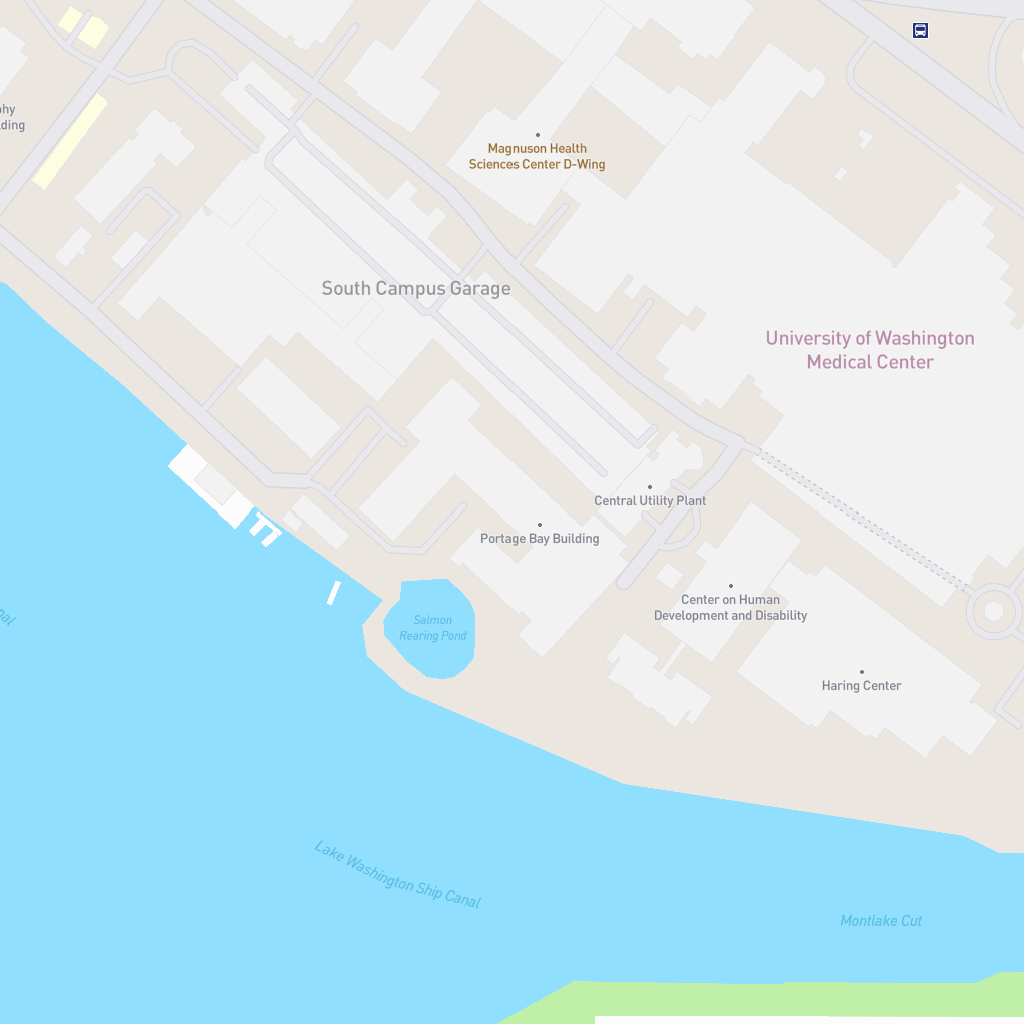 Magnuson Health
Sciences Center D-Wing
South Campus Garage
University of Washington
Medical Center
Central Utility Plant
Portage Bay Building
Center on Human
Development and Disability
Salmon
Rearing Pond
Haring Center
Lake Washington Ship Canal
Montlake Cut